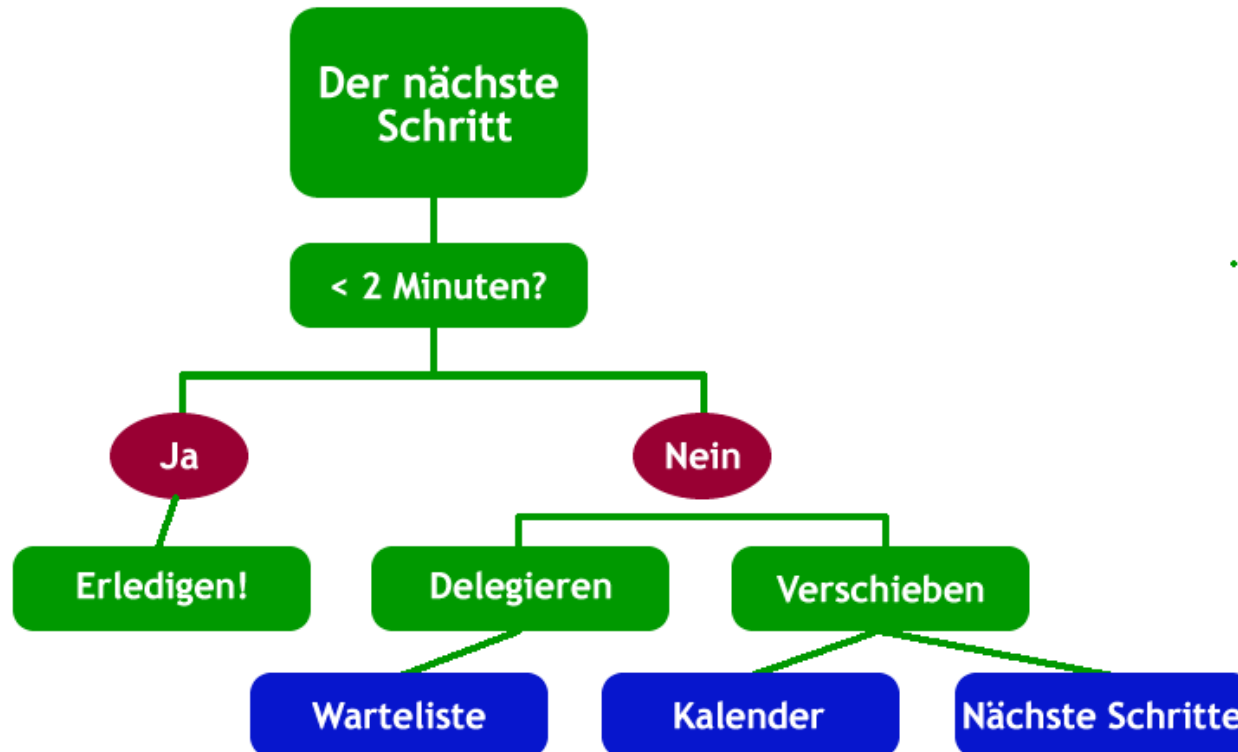 Der nächste
Schritt
< 2 Minuten?
Ja
Nein
Erledigen!
Delegieren
Verschieben
Warteliste
Kalender
Nächste Schritte